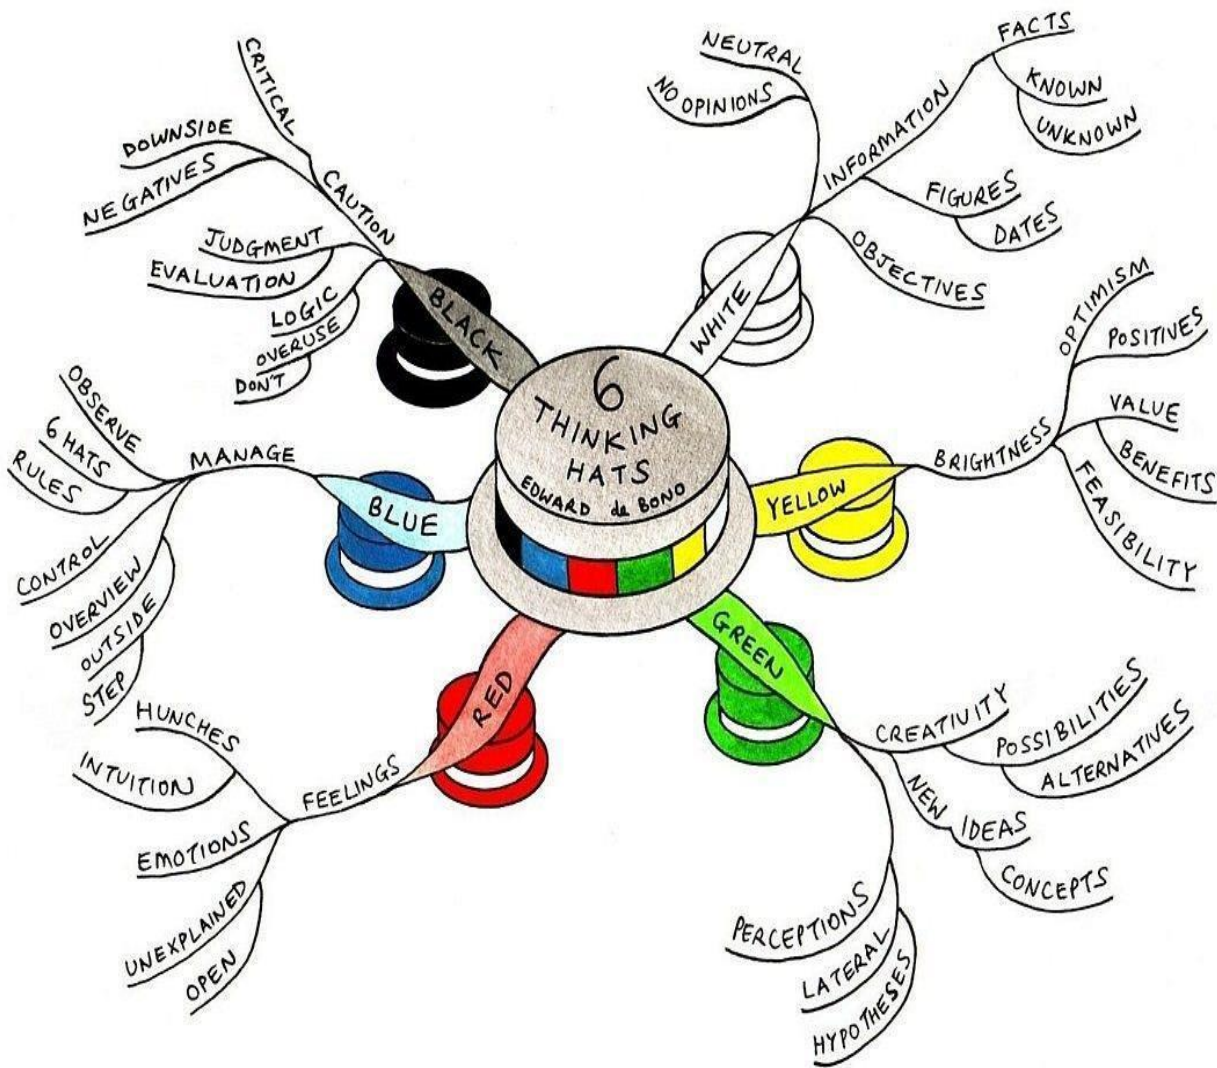 6
THINKING
HATS
EDWARD de BONO
WHITE
NEUTRAL
NO OPINIONS
INFORMATION
FACTS
KNOWN
UNKNOWN
FIGURES
DATES
OBJECTIVES
YELLOW
BRIGHTNESS
OPTIMISM
POSITIVES
VALUE
BENEFITS
FEASIBILITY
GREEN
CREATIVITY
POSSIBILITIES
ALTERNATIVES
NEW IDEAS
CONCEPTS
PERCEPTIONS
LATERAL
HYPOTHESES
RED
FEELINGS
HUNCHES
INTUITION
EMOTIONS
UNEXPLAINED
OPEN
BLUE
MANAGE
OBSERVE
6 HATS
RULES
CONTROL
OVERVIEW
OUTSIDE
STEP
BLACK
CAUTION
CRITICAL
DOWNSIDE
NEGATIVES
JUDGMENT
EVALUATION
LOGIC
OVERUSE
DON'T